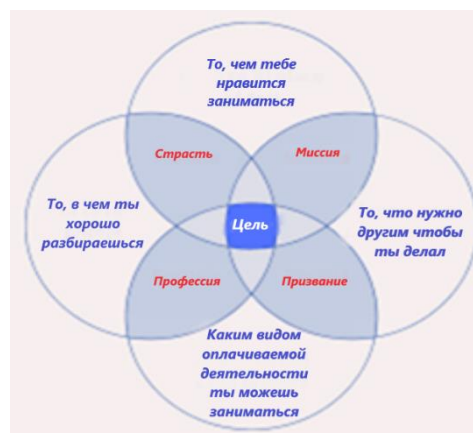 То, чем тебе
нравится
заниматься
Страсть
Миссия
То, в чем ты
хорошо
разбираешься
Цель
То, что нужно
другим чтобы
ты делал
Профессия
Призвание
Каким видом
оплачиваемой
деятельности
ты можешь
заниматься